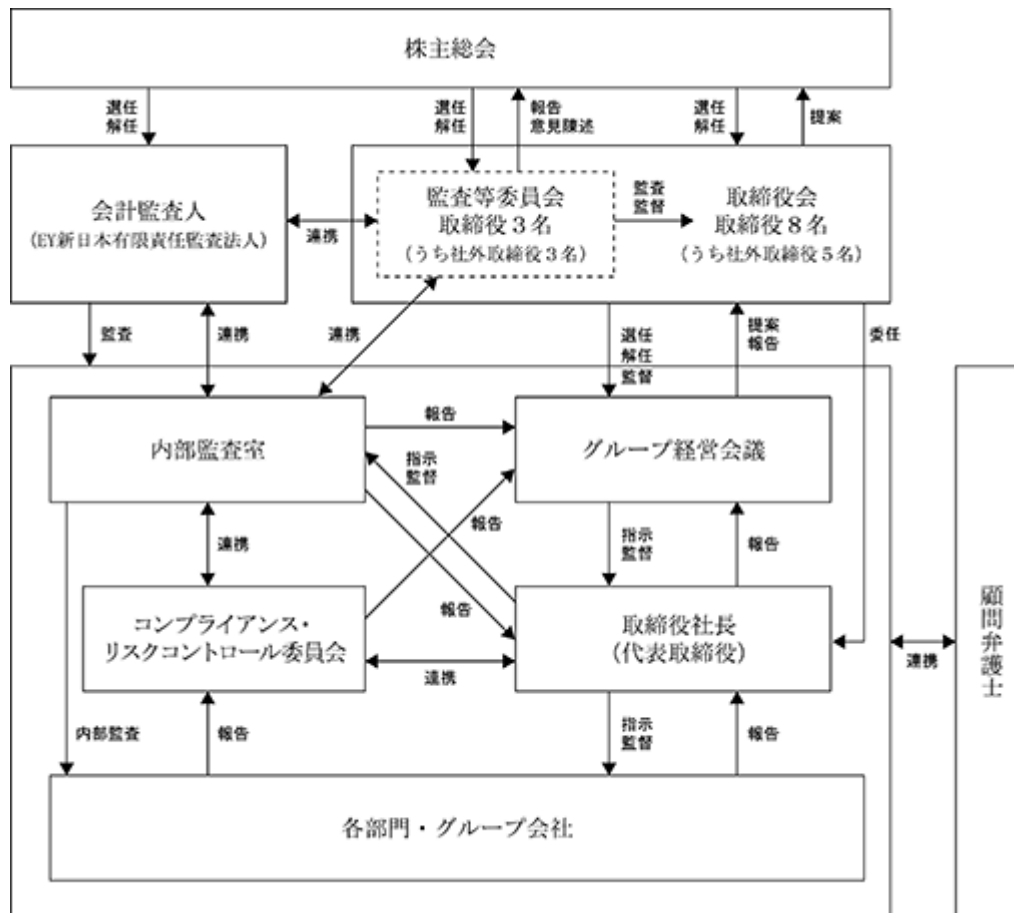 株主総会
選任
解任
選任
解任
報告
意見陳述
選任
解任
提案
会計監査人
(EY新日本有限責任監査法人)
連携
監査等委員会
取締役3名
(うち社外取締役3名)
監査
監督
取締役会
取締役8名
(うち社外取締役5名)
監査
連携
連携
選任
解任
監督
提案
報告
委任
内部監査室
報告
グループ経営会議
指示
監督
連携
報告
指示
監督
報告
コンプライアンス・
リスクコントロール委員会
報告
連携
取締役社長
(代表取締役)
連携
顧問弁護士
内部監査
報告
指示
監督
報告
各部門・グループ会社